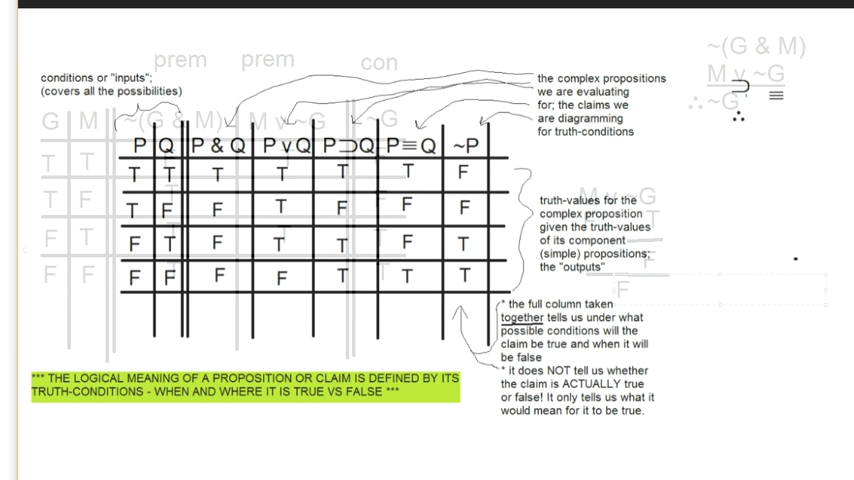 prem prem con
~(G & M)
M v ~G
∴ ~G
⊃
≡
∴
conditions or "inputs";
(covers all the possibilities)
the complex propositions
we are evaluating
for; the claims we
are diagramming
for truth-conditions
G M ~(G & M) M v ~G ~G
T T
T F
F T
F F
P Q P & Q P v Q P⊃Q P≡Q ~P
T T T T T T F
T F F T F F F
F T F T T F T
F F F F T T T
truth-values for the
complex proposition
given the truth-values
of its component
(simple) propositions;
the "outputs"
M v ~G
T
F
F
* the full column taken
together tells us under what
possible conditions will the
claim be true and when it will
be false
* it does NOT tell us whether
the claim is ACTUALLY true
or false! It only tells us what it
would mean for it to be true.
*** THE LOGICAL MEANING OF A PROPOSITION OR CLAIM IS DEFINED BY ITS
TRUTH-CONDITIONS - WHEN AND WHERE IT IS TRUE VS FALSE ***